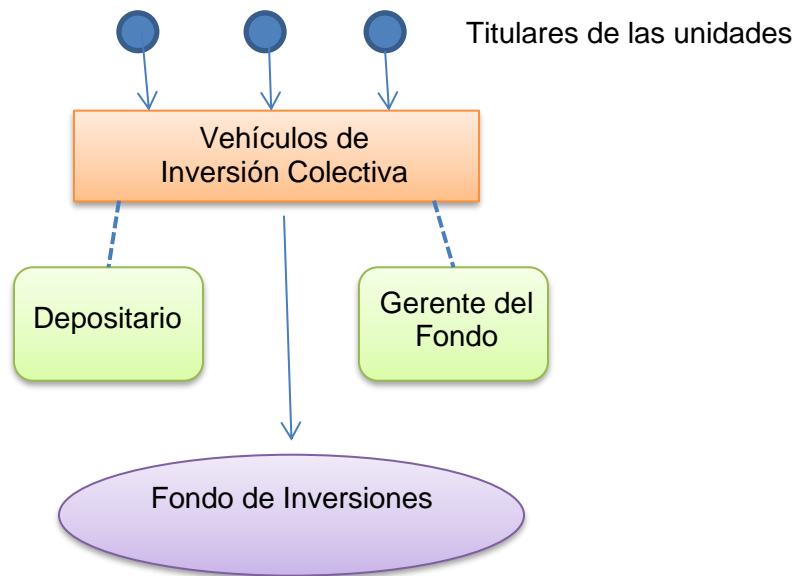 Titulares de las unidades
Vehículos de
Inversión Colectiva
Depositario
Gerente del
Fondo
Fondo de Inversiones